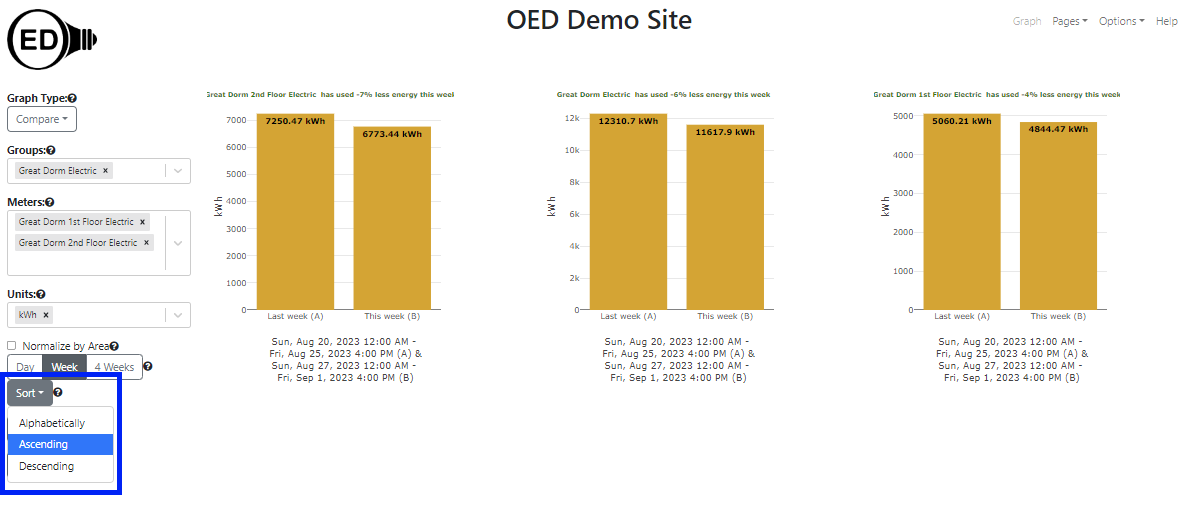 OED Demo Site
ED
Graph Pages Options Help
Graph Type:
Compare
Groups:
Great Dorm Electric ×
Meters:
Great Dorm 1st Floor Electric ×
Great Dorm 2nd Floor Electric ×
Units:
kWh ×
Normalize by Area
Day Week 4 Weeks
Sort
Alphabetically
Ascending
Descending
Great Dorm 2nd Floor Electric has used -7% less energy this week
7250.47 kWh
6773.44 kWh
7000
6000
5000
4000
3000
2000
1000
0
kWh
Last week (A)
This week (B)
Sun, Aug 20, 2023 12:00 AM -
Fri, Aug 25, 2023 4:00 PM (A) &
Sun, Aug 27, 2023 12:00 AM -
Fri, Sep 1, 2023 4:00 PM (B)
Great Dorm Electric has used -6% less energy this week
12310.7 kWh
11617.9 kWh
12k
10k
8k
6k
4k
2k
0
kWh
Last week (A)
This week (B)
Sun, Aug 20, 2023 12:00 AM -
Fri, Aug 25, 2023 4:00 PM (A) &
Sun, Aug 27, 2023 12:00 AM -
Fri, Sep 1, 2023 4:00 PM (B)
Great Dorm 1st Floor Electric has used -4% less energy this week
5060.21 kWh
4844.47 kWh
5000
4000
3000
2000
1000
0
kWh
Last week (A)
This week (B)
Sun, Aug 20, 2023 12:00 AM -
Fri, Aug 25, 2023 4:00 PM (A) &
Sun, Aug 27, 2023 12:00 AM -
Fri, Sep 1, 2023 4:00 PM (B)